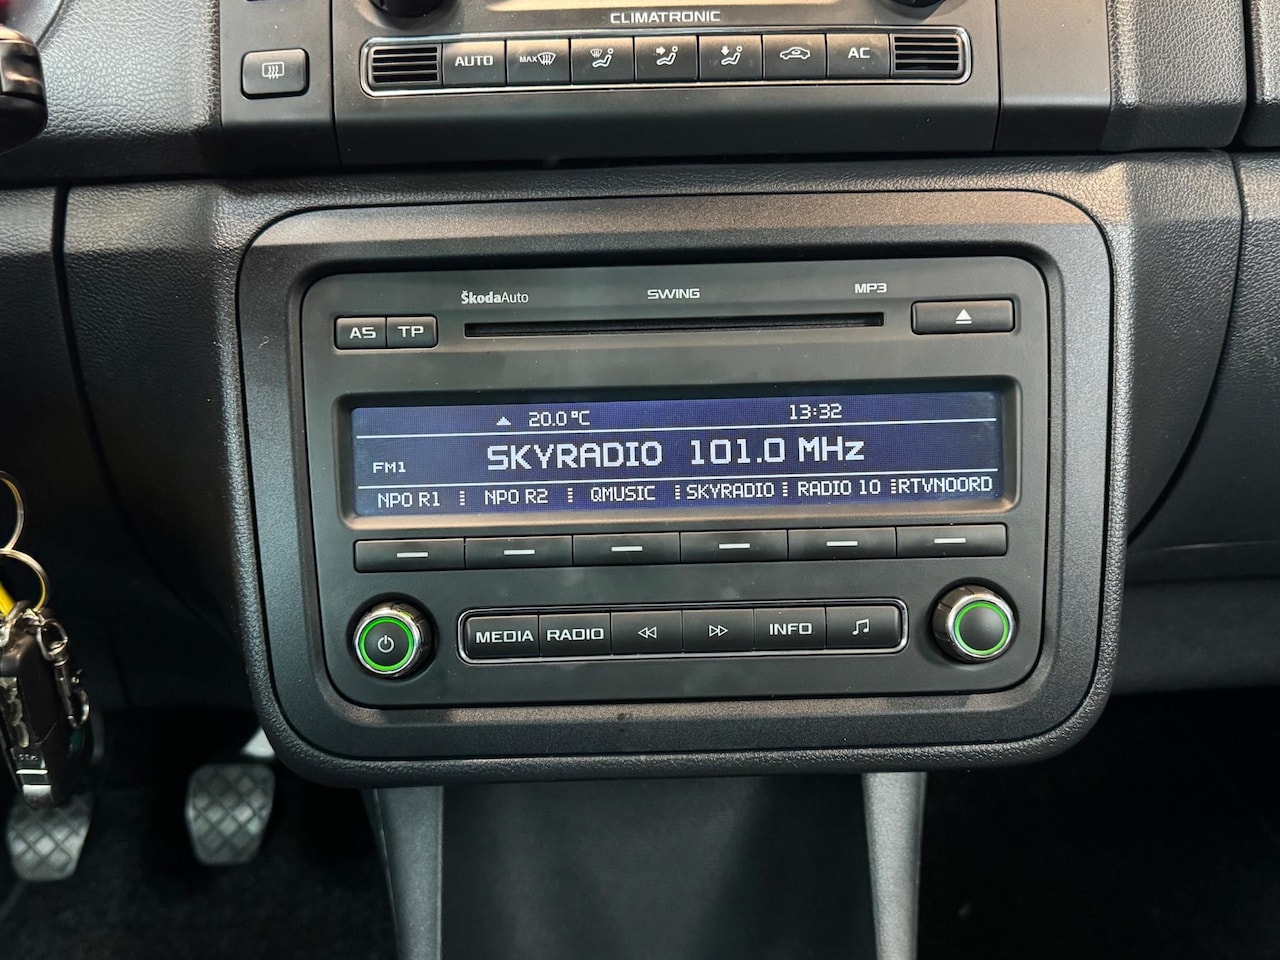 CLIMATRONIC
AUTO MAX AC
ŠkodaAuto SWING MP3
AS TP
20.0°C 13:32
FM1 SKYRADIO 101.0 MHz
NPO R1 NPO R2 QMUSIC SKYRADIO RADIO 10 RTVNOORD
MEDIA RADIO INFO